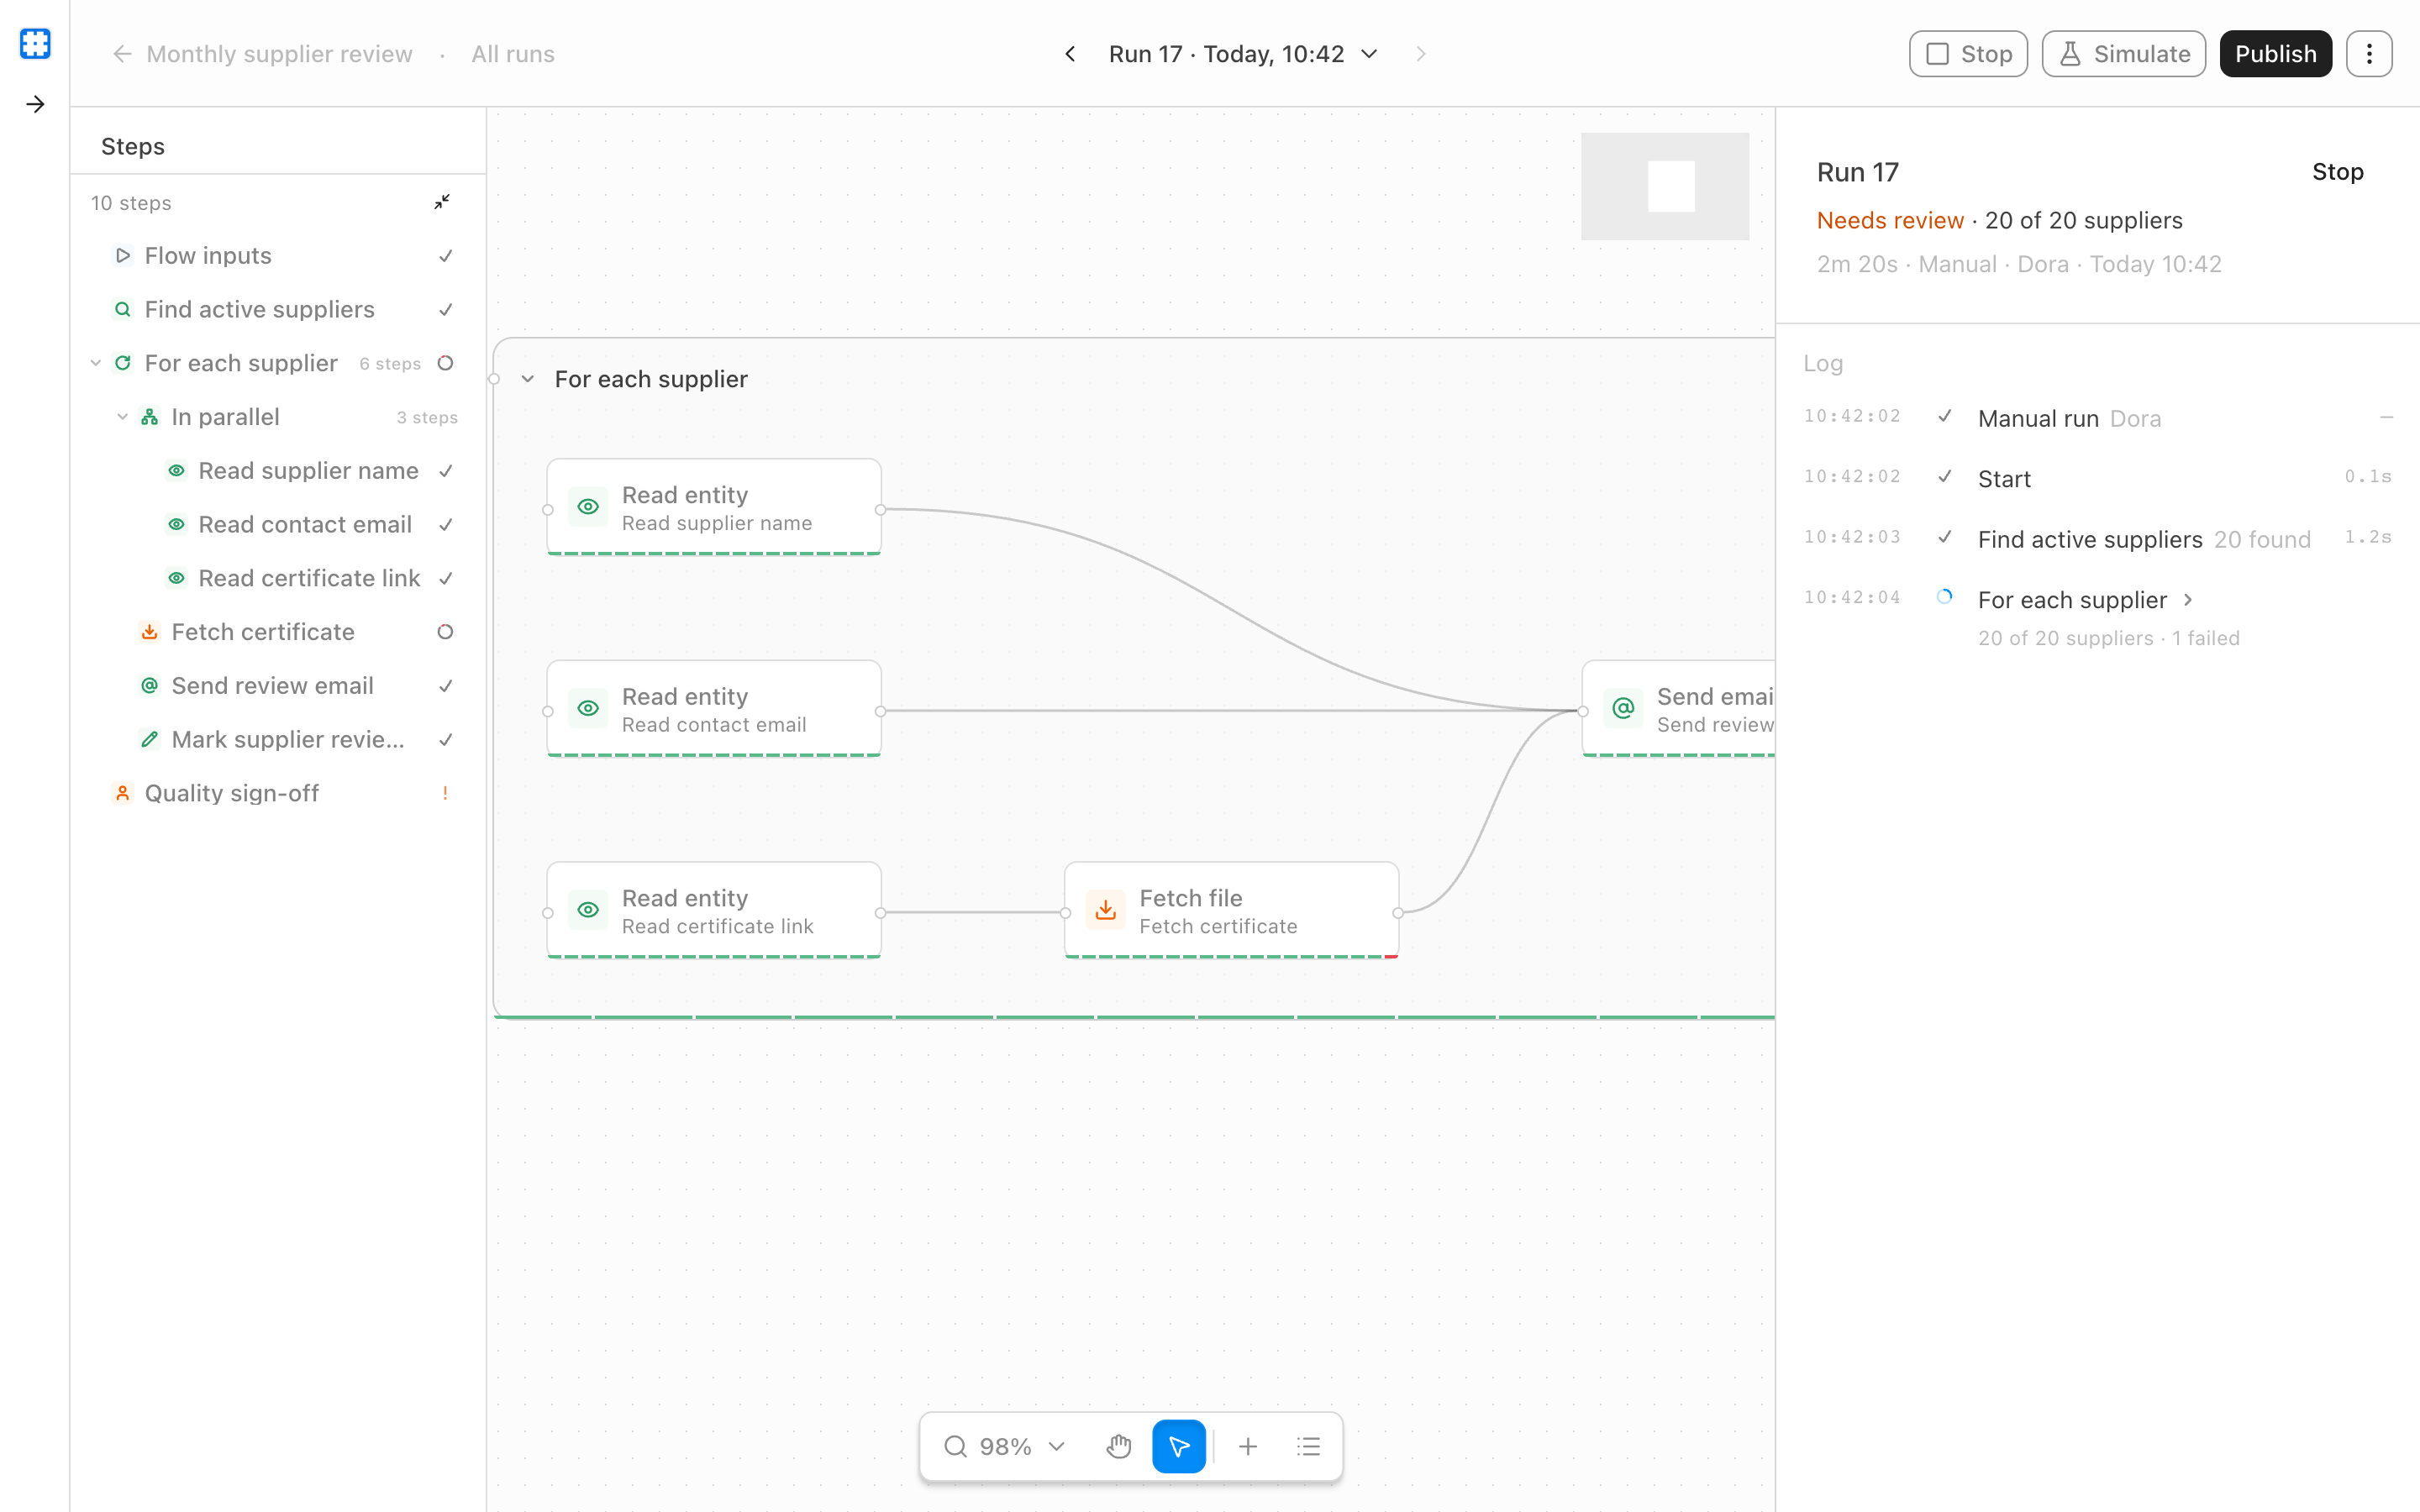 Monthly supplier review · All runs
Run 17 · Today, 10:42
Stop
Simulate
Publish
Steps
10 steps
Flow inputs
Find active suppliers
For each supplier 6 steps
In parallel 3 steps
Read supplier name
Read contact email
Read certificate link
Fetch certificate
Send review email
Mark supplier revie...
Quality sign-off !
For each supplier
Read entity
Read supplier name
Read entity
Read contact email
Send emai
Send review
Read entity
Read certificate link
Fetch file
Fetch certificate
98%
Run 17 Stop
Needs review · 20 of 20 suppliers
2m 20s · Manual · Dora · Today 10:42
Log
10:42:02 Manual run Dora –
10:42:02 Start 0.1s
10:42:03 Find active suppliers 20 found 1.2s
10:42:04 For each supplier
20 of 20 suppliers · 1 failed